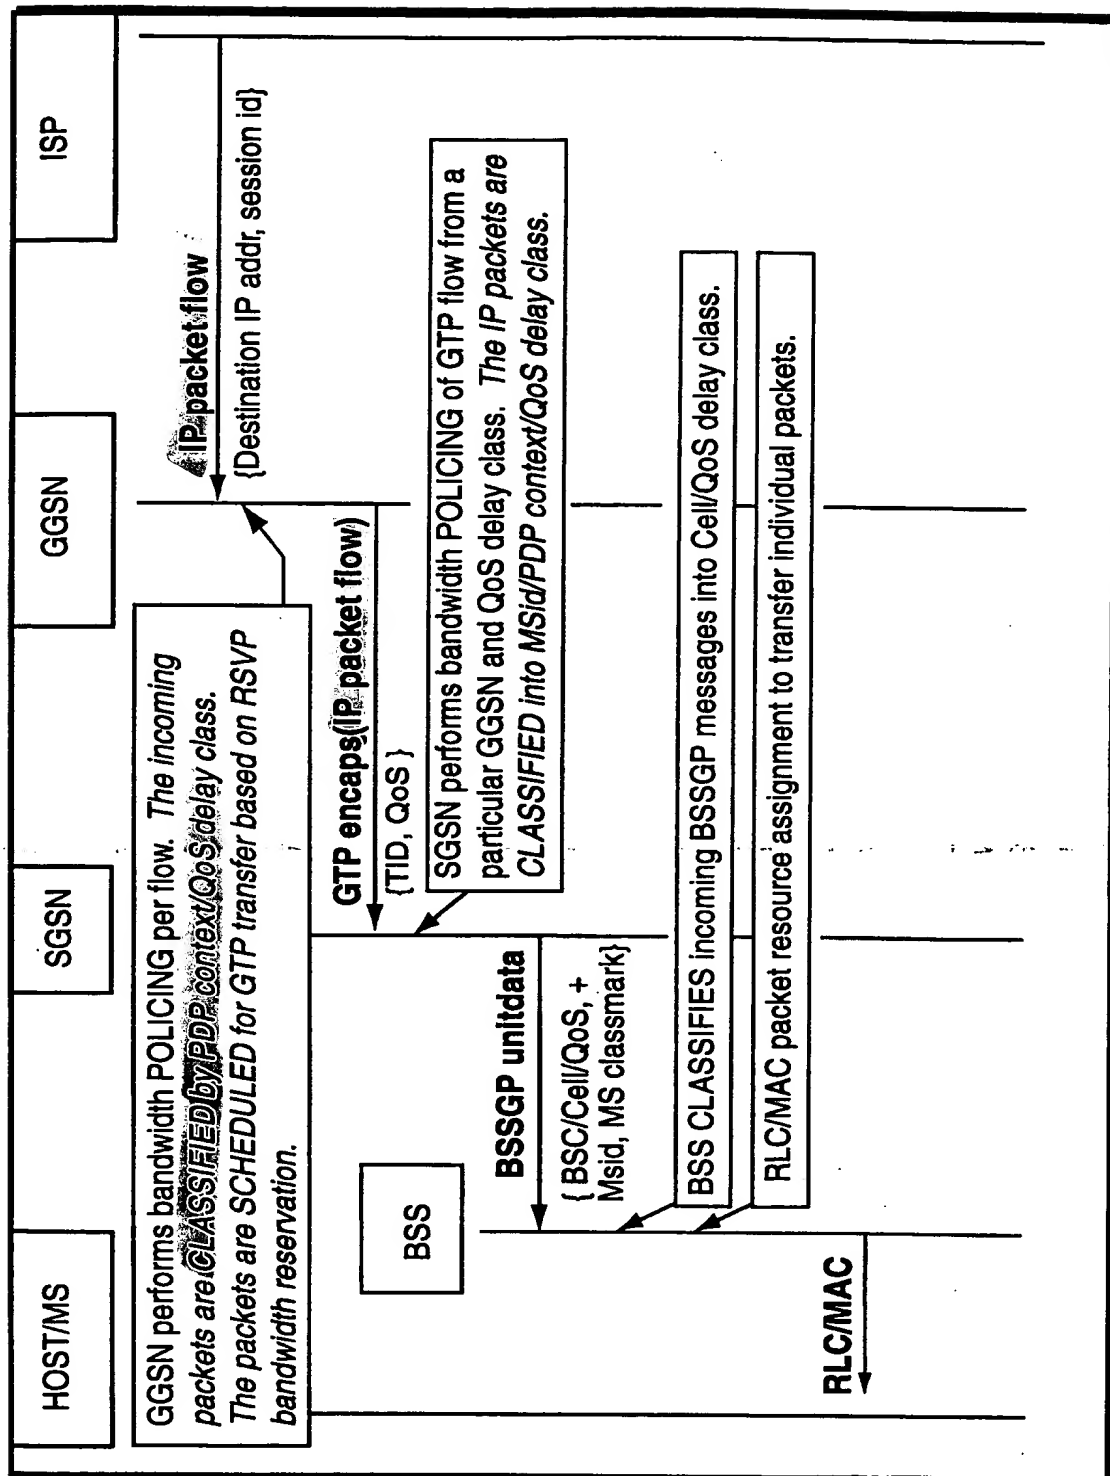 HOST/MS
SGSN
GGSN
ISP
GGSN performs bandwidth POLICING per flow. The incoming
packets are CLASSIFIED by PDP context/QoS delay class.
The packets are SCHEDULED for GTP transfer based on RSVP
bandwidth reservation.
IP packet flow
{Destination IP addr, session id}
GTP encaps(IP packet flow)
{TID, QoS }
BSS
SGSN performs bandwidth POLICING of GTP flow from a
particular GGSN and QoS delay class. The IP packets are
CLASSIFIED into MSid/PDP context/QoS delay class.
BSSGP unitdata
{ BSC/Cell/QoS, +
Msid, MS classmark}
BSS CLASSIFIES incoming BSSGP messages into Cell/QoS delay class.
RLC/MAC packet resource assignment to transfer individual packets.
RLC/MAC